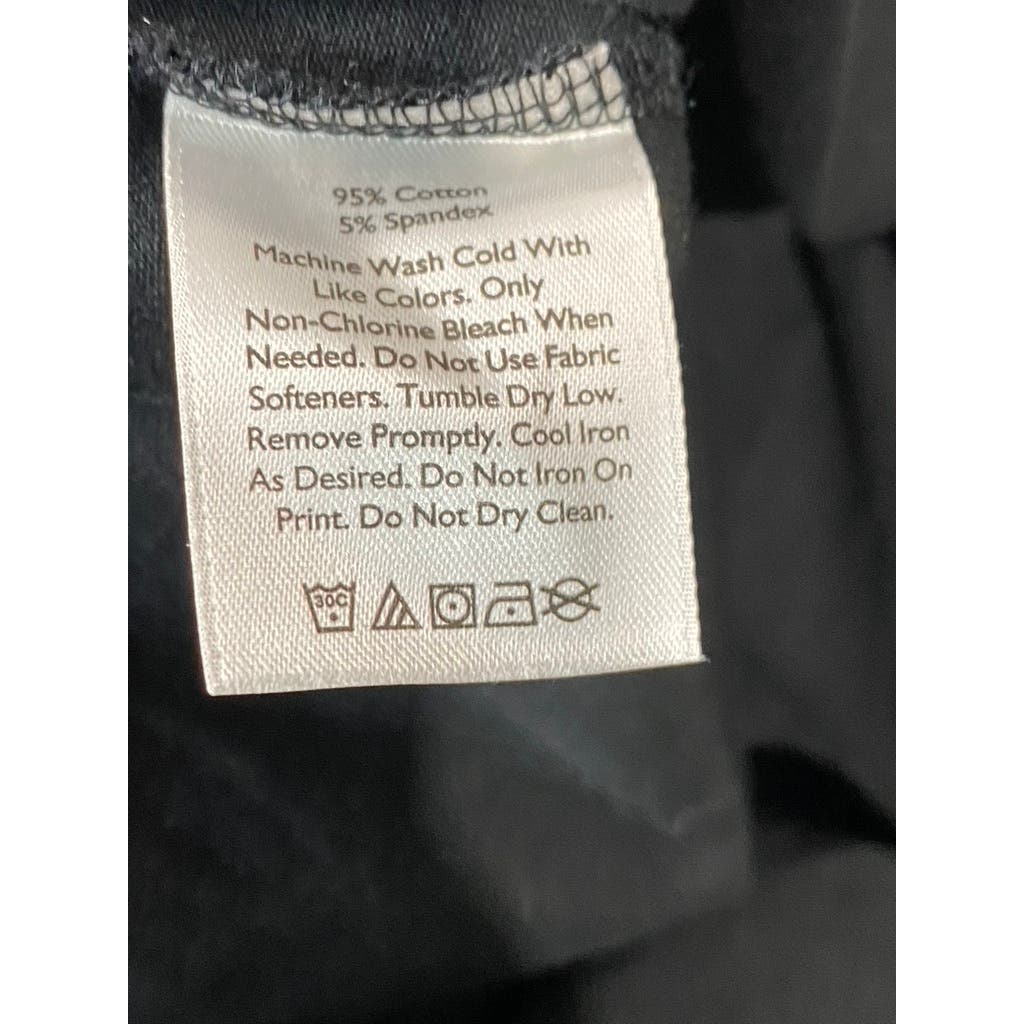 95% Cotton
5% Spandex
Machine Wash Cold With
Like Colors. Only
Non-Chlorine Bleach When
Needed. Do Not Use Fabric
Softeners. Tumble Dry Low.
Remove Promptly. Cool Iron
As Desired. Do Not Iron On
Print. Do Not Dry Clean.
30C